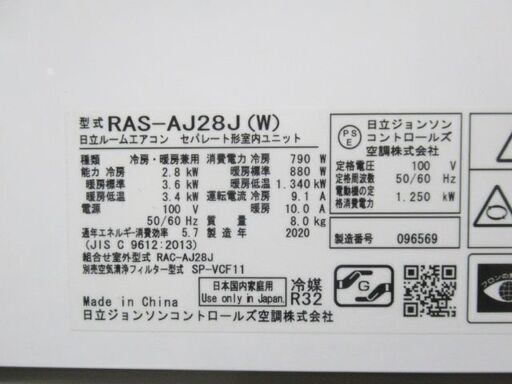 型式 RAS-AJ28J(W)
日立ルームエアコン セパレート形室内ユニット
種類 冷房・暖房兼用
能力 冷房 2.8 kW
暖房標準 3.6 kW
暖房低温 3.4 kW
電源 100 V
50/60 Hz
消費電力 冷房 790 W
暖房標準 880 W
暖房低温 1.340 kW
運転電流 冷房 9.1 A
暖房 10.0 A
質量 8.0kg
通年エネルギー消費効率 5.7
製造年 2020
(JIS C 9612:2013)
組合せ室外型式 RAC-AJ28J
別売空気清浄フィルター型式 SP-VCF11
Made in China
日本国内家庭用
Use only in Japan.
冷媒
R32
日立ジョンソンコントロールズ空調株式会社
PS
E
日立ジョンソン
コントロールズ
空調株式会社
定格電圧 100 V
定格周波数 50/60 Hz
電動機の定
格消費電力 1.250 kW
製造番号 096569
G
フロンの